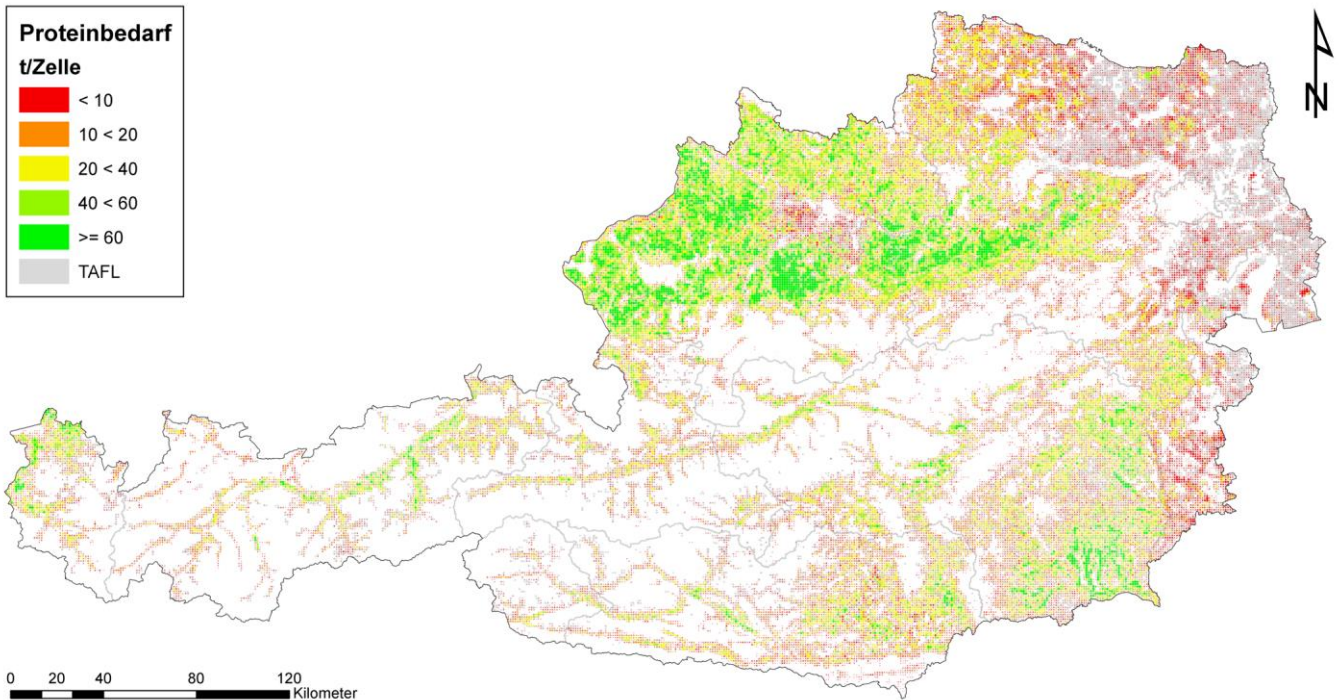 Proteinbedarf
t/Zelle
< 10
10 < 20
20 < 40
40 < 60
>= 60
TAFL
N
0 20 40 80 120
Kilometer